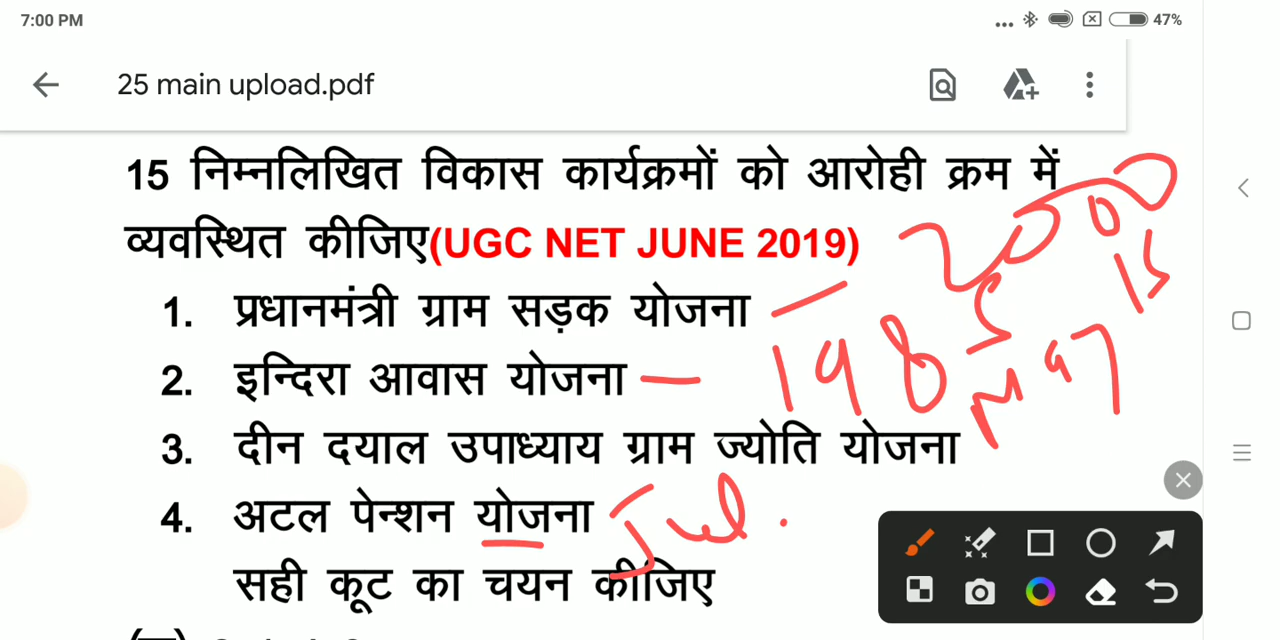 7:00 PM
47%
25 main upload.pdf
15 निम्नलिखित विकास कार्यक्रमों को आरोही क्रम में
व्यवस्थित कीजिए(UGC NET JUNE 2019)
2000
15
1. प्रधानमंत्री ग्राम सड़क योजना
2. इन्दिरा आवास योजना
1985
3. दीन दयाल उपाध्याय ग्राम ज्योति योजना
4. अटल पेन्शन योजना
Jul.
सही कूट का चयन कीजिए